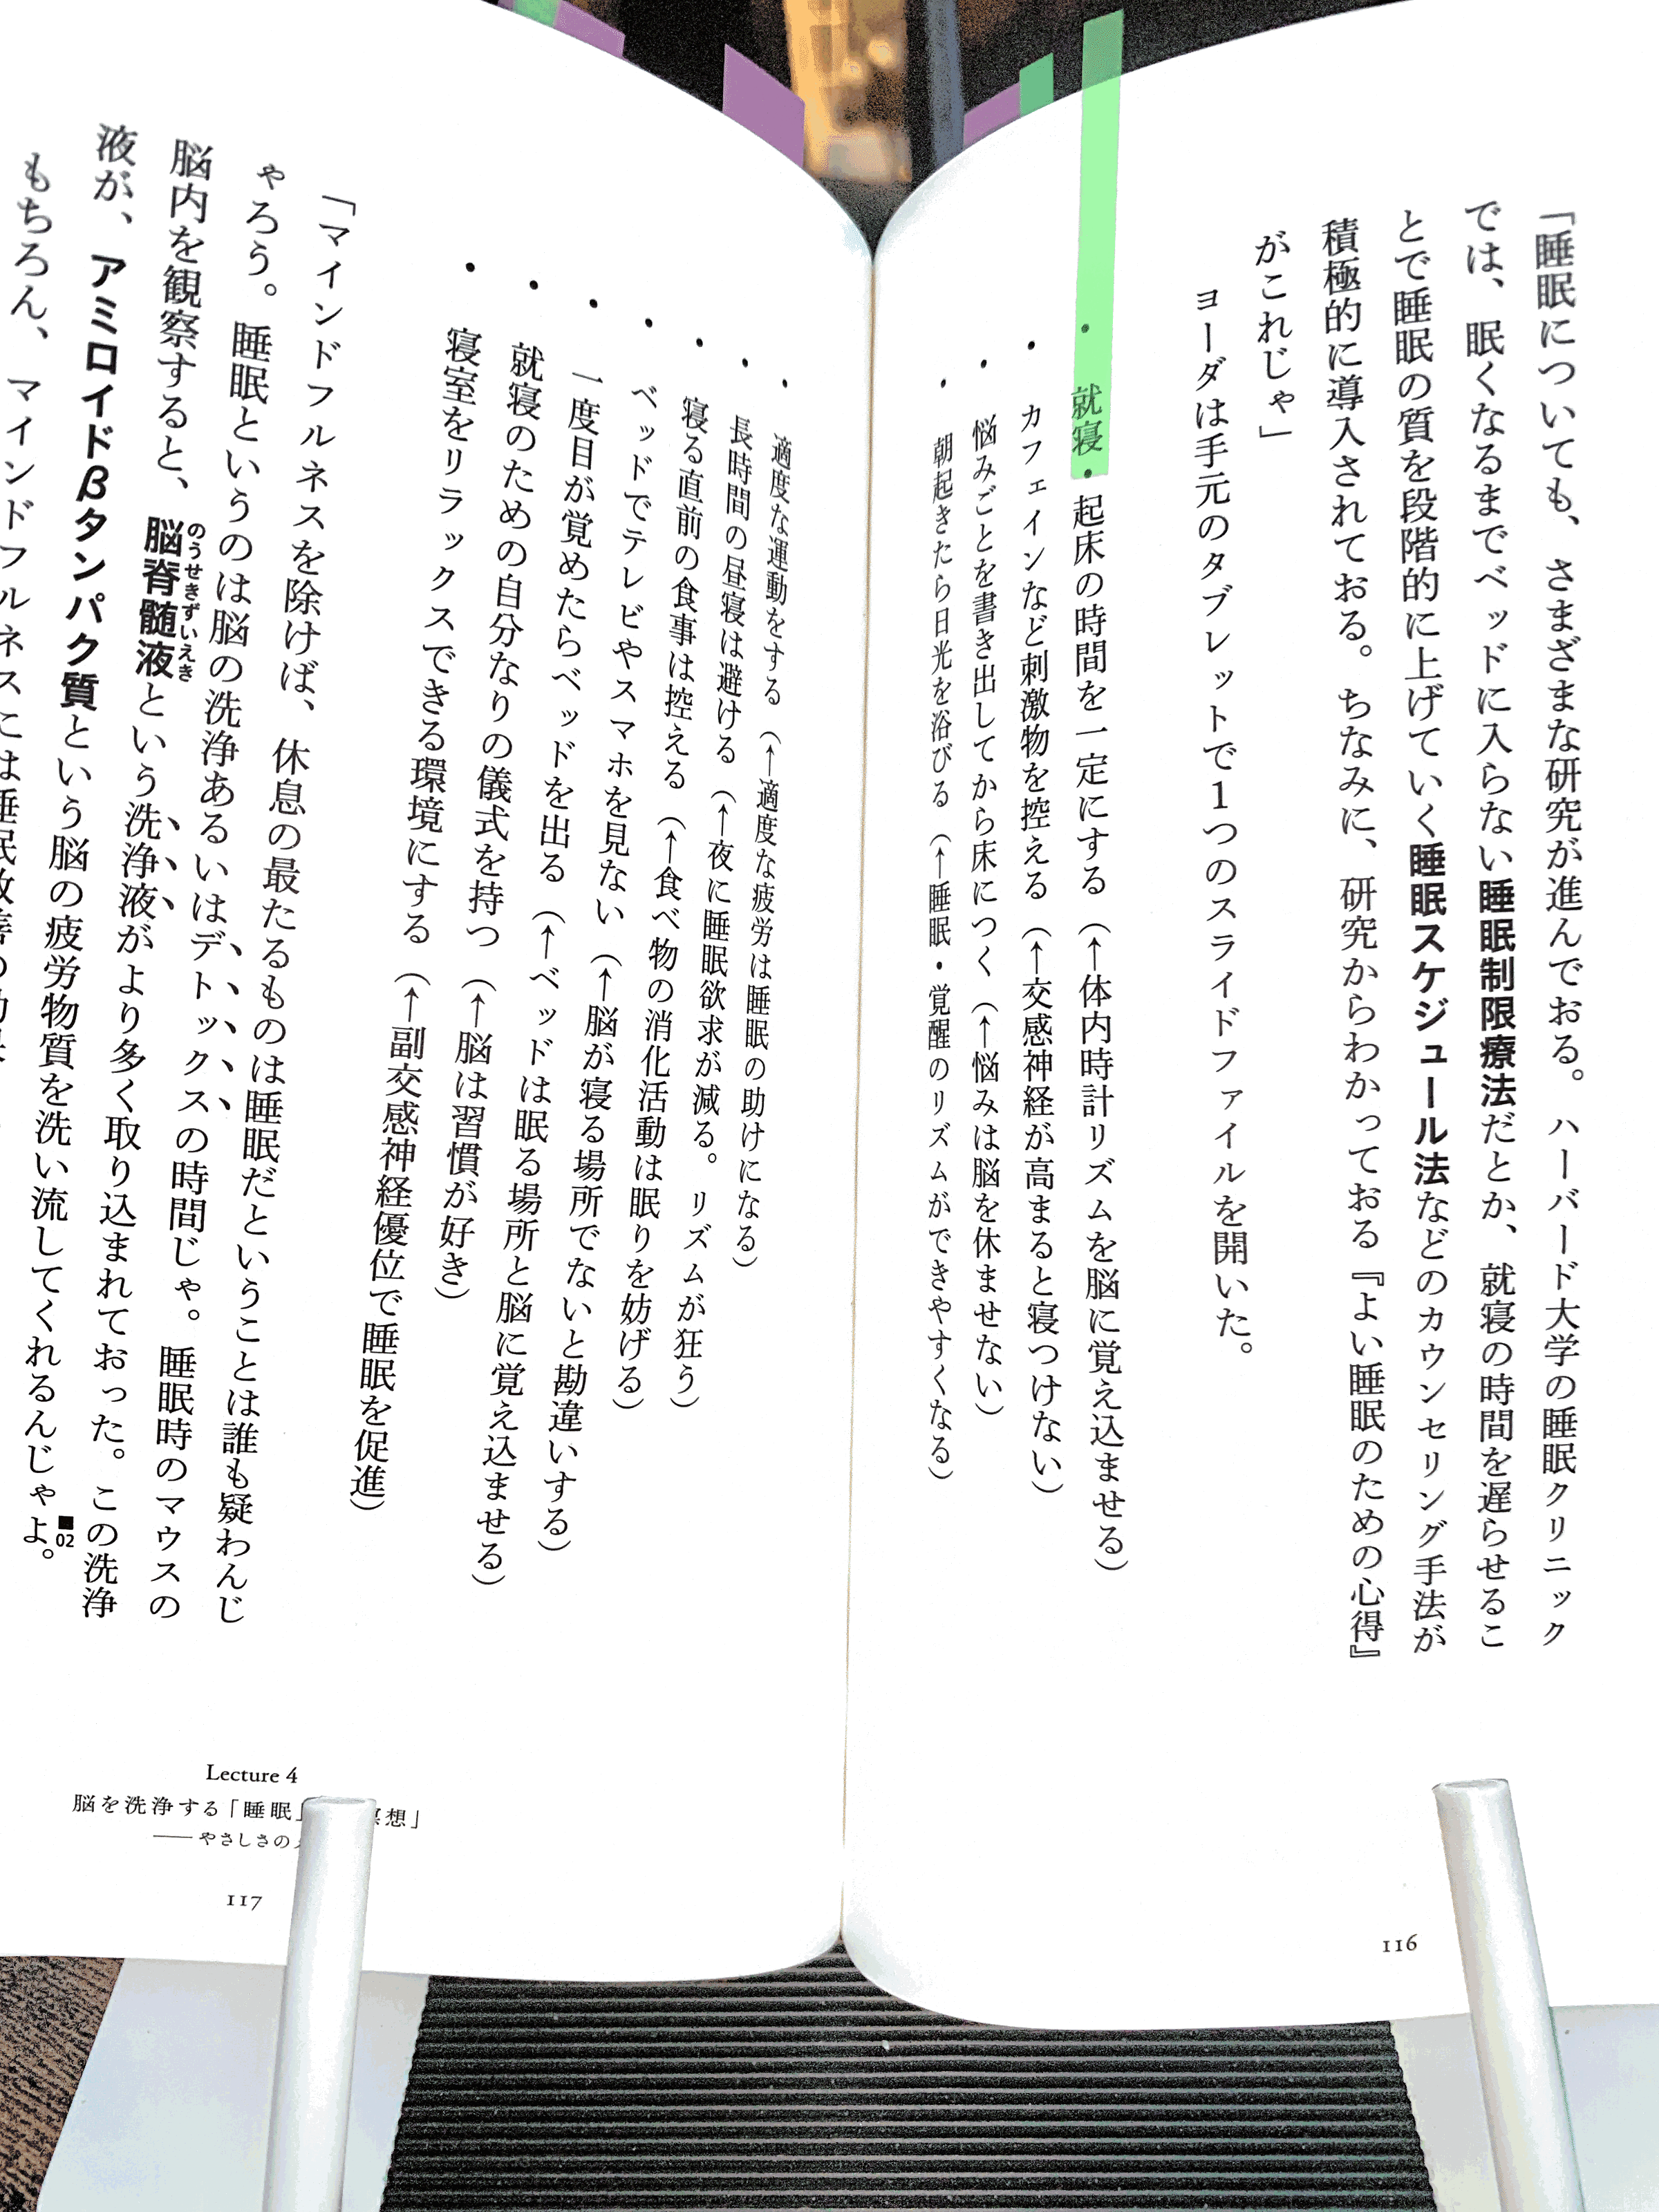 「睡眠についても、さまざまな研究が進んでおる。ハーバード大学の睡眠クリニック
では、眠くなるまでベッドに入らない睡眠制限療法だとか、就寝の時間を遅らせるこ
とで睡眠の質を段階的に上げていく睡眠スケジュール法などのカウンセリング手法が
積極的に導入されておる。ちなみに、研究からわかっておる『よい睡眠のための心得』
がこれじゃ」
ヨーダは手元のタブレットで1つのスライドファイルを開いた。
・就寝・起床の時間を一定にする（↑体内時計リズムを脳に覚え込ませる）
・カフェインなど刺激物を控える（↑交感神経が高まると寝つけない）
・悩みごとを書き出してから床につく（↑悩みは脳を休ませない）
・朝起きたら日光を浴びる（↑睡眠・覚醒のリズムができやすくなる）
116
・適度な運動をする（↑適度な疲労は睡眠の助けになる）
・長時間の昼寝は避ける（↑夜に睡眠欲求が減る。リズムが狂う）
・寝る直前の食事は控える（↑食べ物の消化活動は眠りを妨げる）
・ベッドでテレビやスマホを見ない（↑脳が寝る場所でないと勘違いする）
・一度目が覚めたらベッドを出る（↑ベッドは眠る場所と脳に覚え込ませる）
・就寝のための自分なりの儀式を持つ（↑脳は習慣が好き）
・寝室をリラックスできる環境にする（↑副交感神経優位で睡眠を促進）
「マインドフルネスを除けば、休息の最たるものは睡眠だということは誰も疑わんじ
ゃろう。睡眠というのは脳の洗浄あるいはデトックスの時間じゃ。睡眠時のマウスの
脳内を観察すると、脳脊髄液という洗浄液がより多く取り込まれておった。この洗浄
のうせきずいえき
液が、アミロイドβタンパク質という脳の疲労物質を洗い流してくれるんじゃよ。
■02
もちろん、マインドフルネスには睡眠改善の効果
Lecture 4
脳を洗浄する「睡眠」 想」
── やさしさの
117